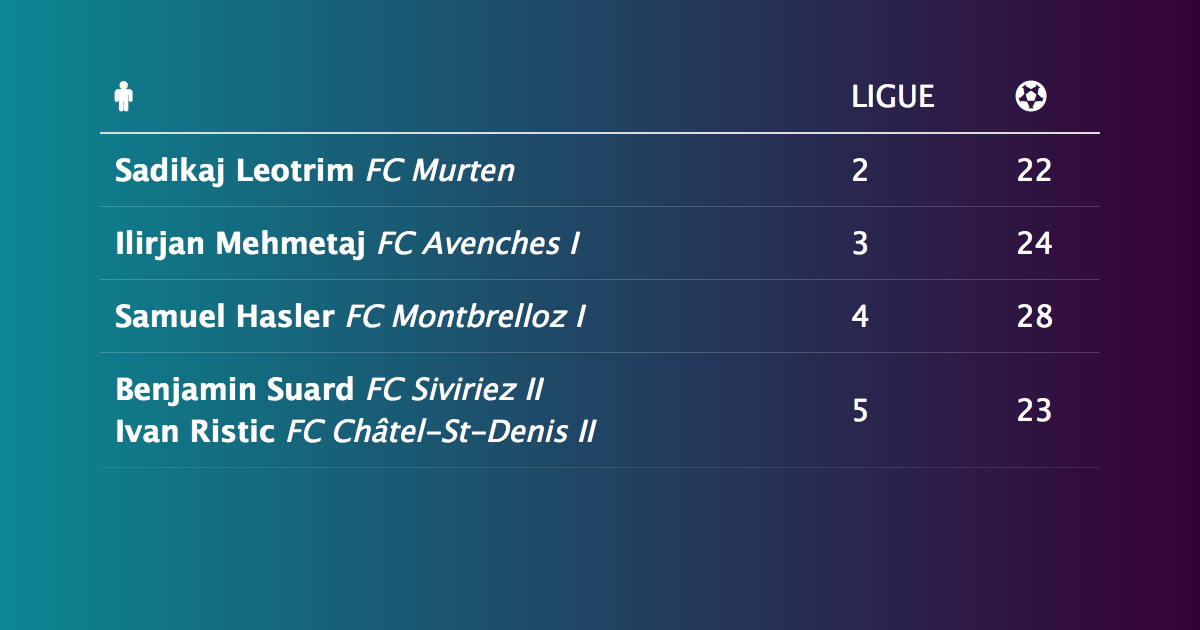 LIGUE
Sadikaj Leotrim FC Murten 2 22
Ilirjan Mehmetaj FC Avenches I 3 24
Samuel Hasler FC Montbrelloz I 4 28
Benjamin Suard FC Siviriez II
Ivan Ristic FC Châtel-St-Denis II 5 23